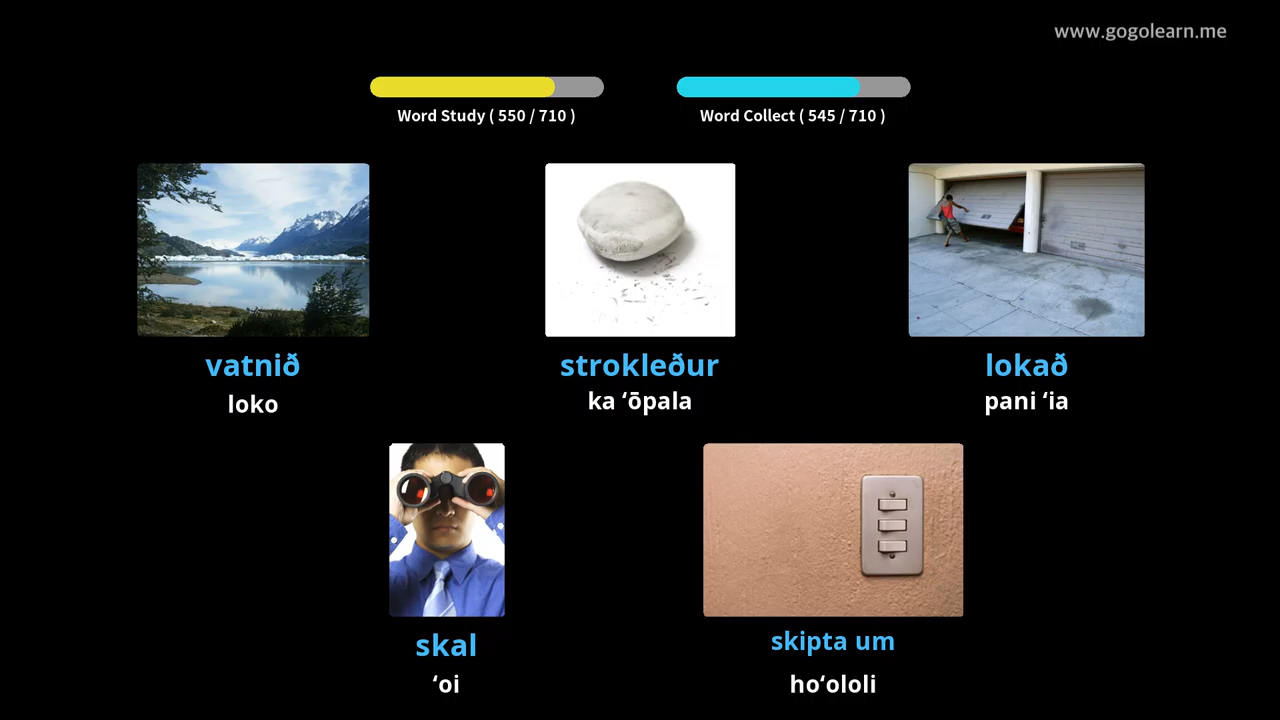 www.gogolearn.me
Word Study ( 550 / 710 )
Word Collect ( 545 / 710 )
vatnið
loko
strokleður
ka ʻōpala
lokað
pani ʻia
skal
ʻoi
skipta um
hoʻololi